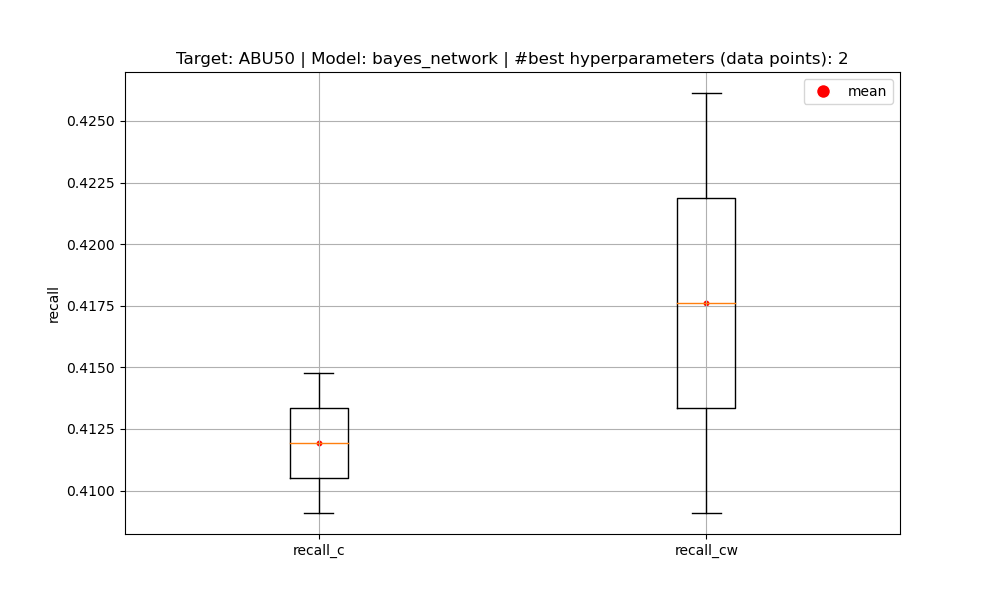 Target: ABU50 | Model: bayes_network | #best hyperparameters (data points): 2
mean
0.4250
0.4225
0.4200
0.4175
0.4150
0.4125
0.4100
recall
recall_c
recall_cw